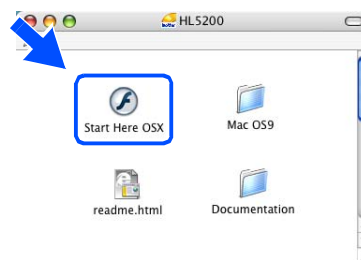 HL5200
Start Here OSX
Mac OS9
readme.html
Documentation